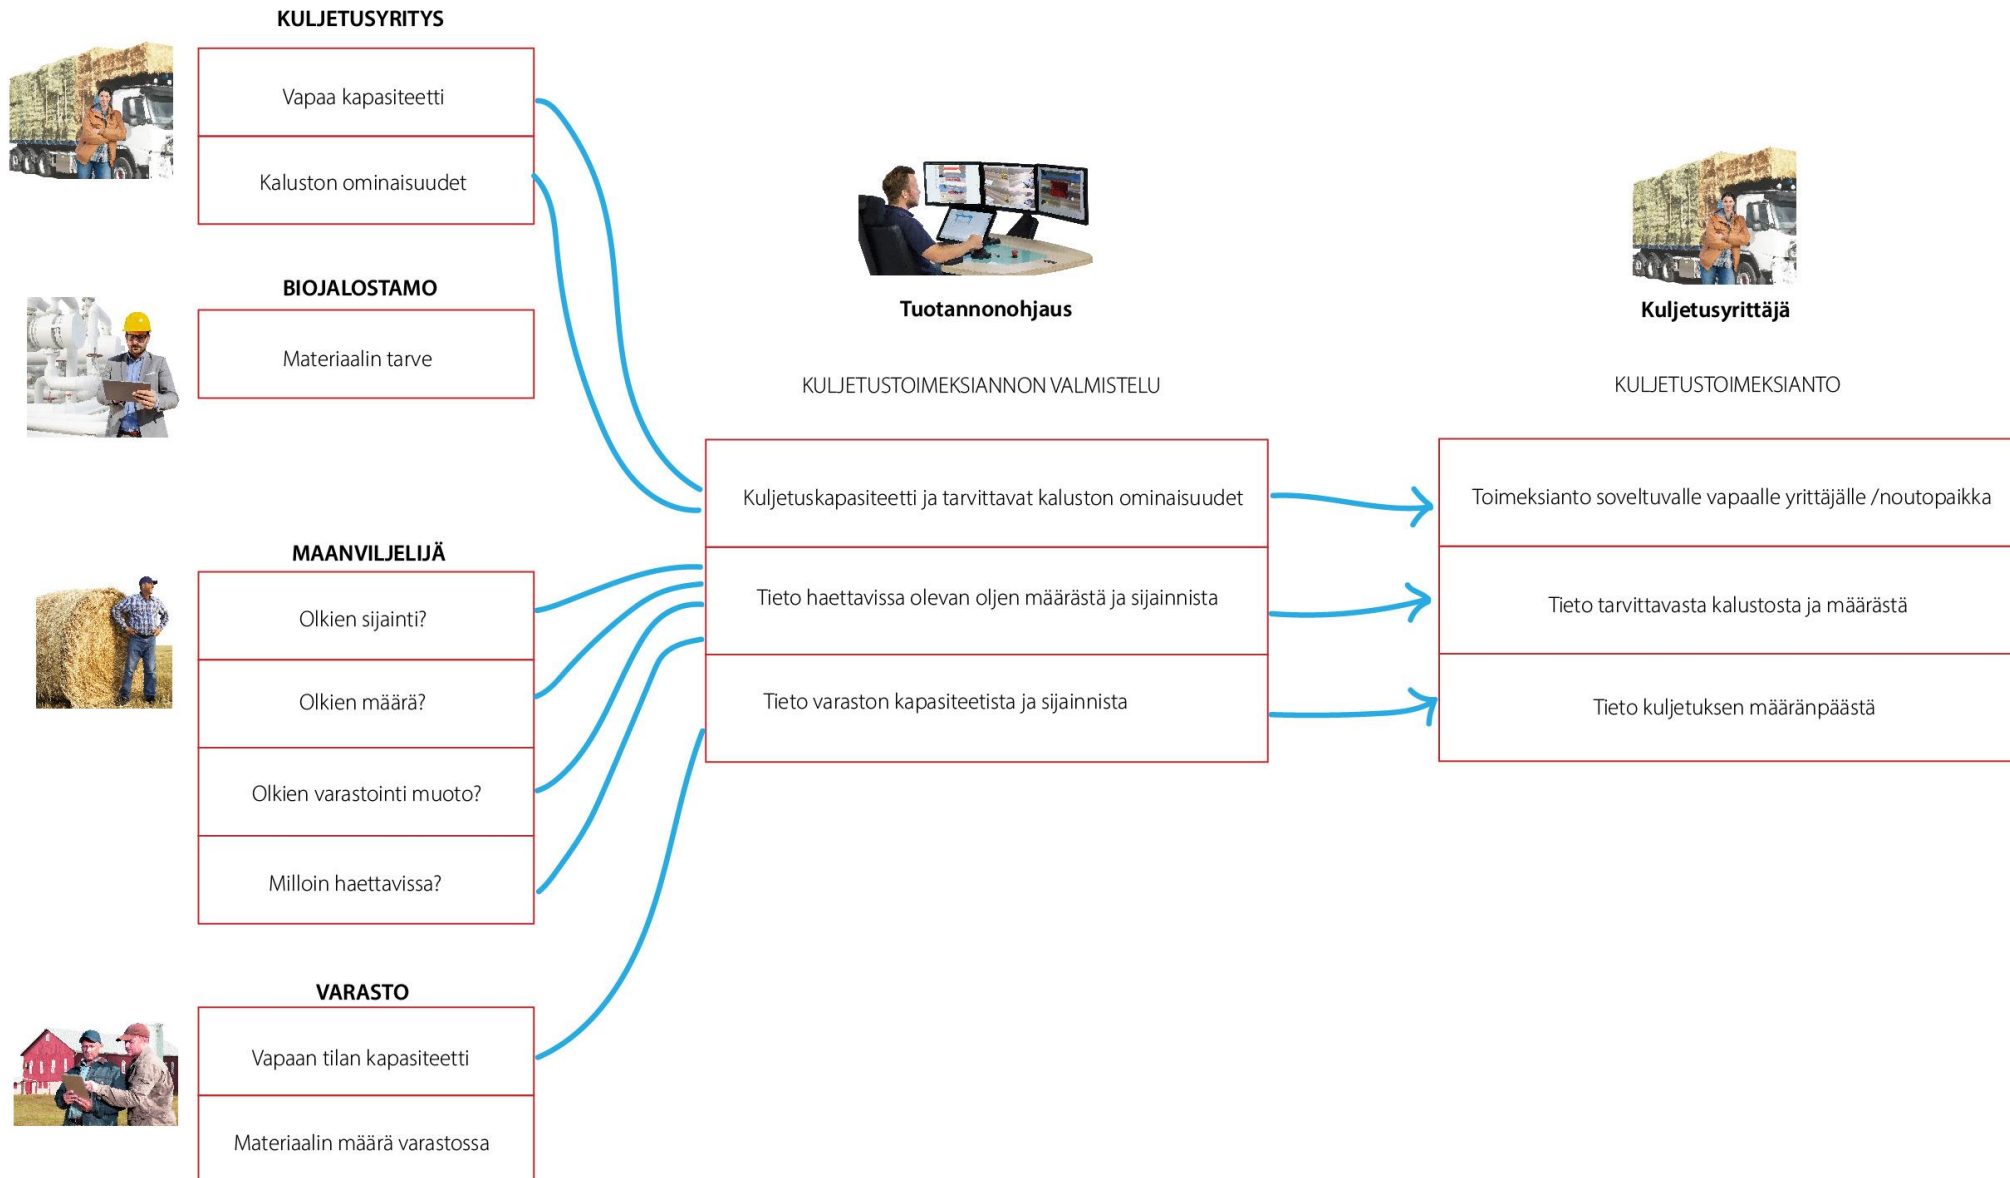 KULJETUSYRITYS
Vapaa kapasiteetti
Kaluston ominaisuudet
BIOJALOSTAMO
Materiaalin tarve
MAANVILJELIJÄ
Olkien sijainti?
Olkien määrä?
Olkien varastointi muoto?
Milloin haettavissa?
VARASTO
Vapaan tilan kapasiteetti
Materiaalin määrä varastossa
Tuotannonohjaus
KULJETUSTOIMEKSIANNON VALMISTELU
Kuljetuskapasiteetti ja tarvittavat kaluston ominaisuudet
Tieto haettavissa olevan oljen määrästä ja sijainnista
Tieto varaston kapasiteetista ja sijainnista
Kuljetusyrittäjä
KULJETUSTOIMEKSIANTO
Toimeksianto soveltuvalle vapaalle yrittäjälle /noutopaikka
Tieto tarvittavasta kalustosta ja määrästä
Tieto kuljetuksen määränpäästä